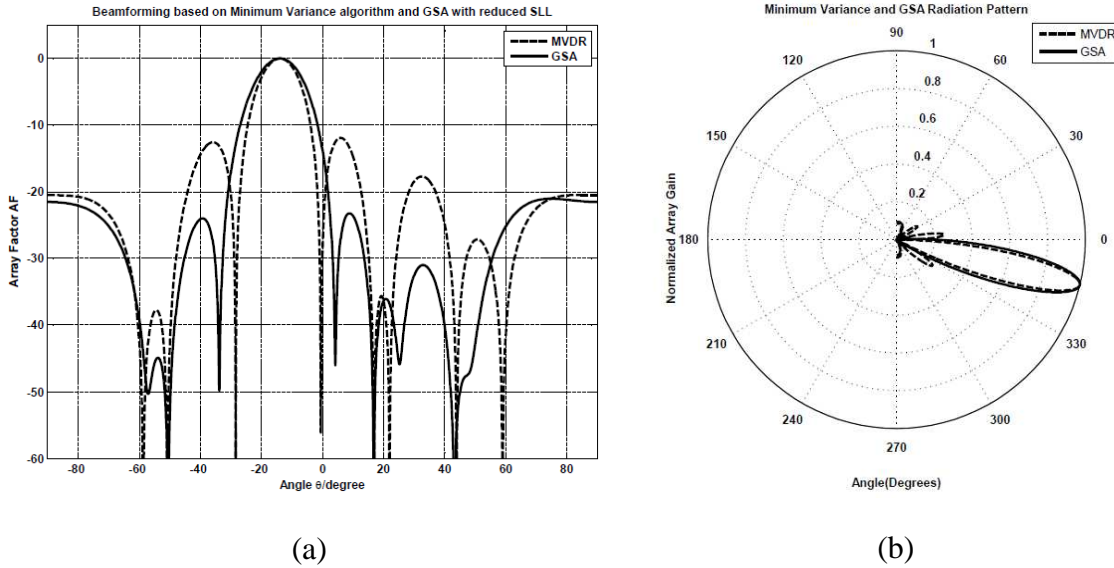 Beamforming based on Minimum Variance algorithm and GSA with reduced SLL
MVDR
GSA
0
-10
-20
-30
-40
-50
-60
Array Factor AF
-80 -60 -40 -20 0 20 40 60 80
Angle θ/degree
(a)
Minimum Variance and GSA Radiation Pattern
MVDR
GSA
90
1
120 60
0.8
0.6
150 30
0.4
0.2
Normalized Array Gain
180 0
210 330
240 300
270
Angle(Degrees)
(b)